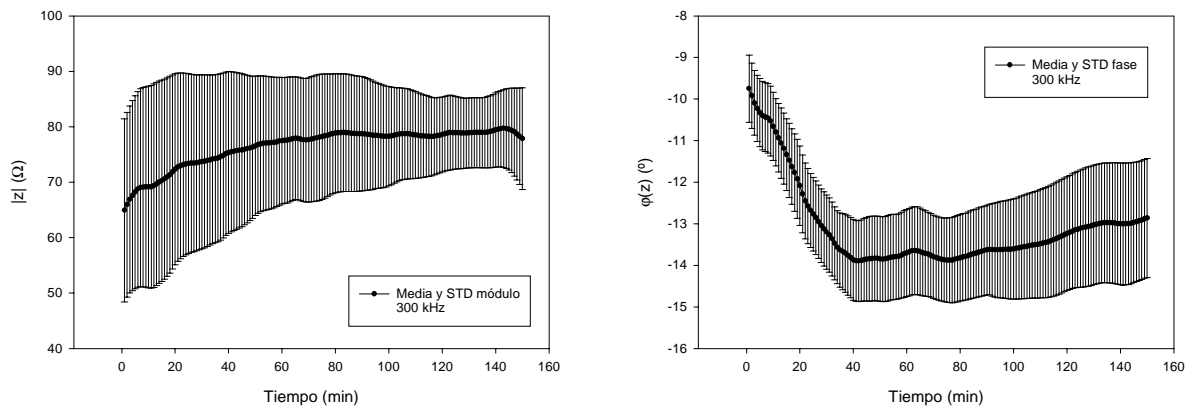 100
90
80
70
60
50
40
|z| (Ω)
Media y STD módulo
300 kHz
0 20 40 60 80 100 120 140 160
Tiempo (min)
-8
-9
-10
-11
-12
-13
-14
-15
-16
φ(z) (º)
Media y STD fase
300 kHz
0 20 40 60 80 100 120 140 160
Tiempo (min)